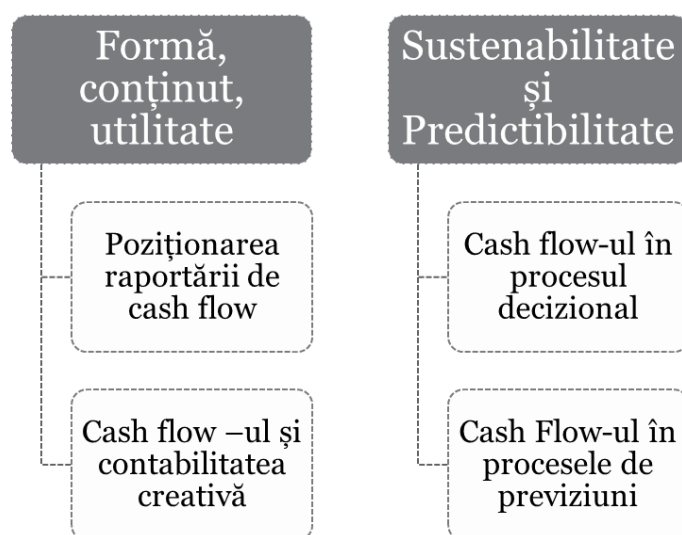 Formă,
conținut,
utilitate
Poziționarea
raportării de
cash flow
Cash flow –ul și
contabilitatea
creativă
Sustenabilitate
și
Predictibilitate
Cash flow-ul în
procesul
decizional
Cash Flow-ul în
procesele de
previziuni